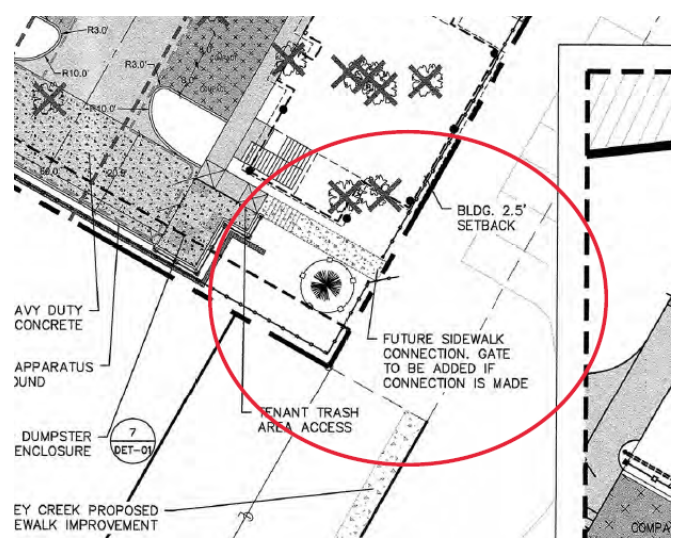 R3.0'
R10.0'
R3.0'
R10.0'
COMPACT
COMPACT
BLDG. 2.5'
SETBACK
AVY DUTY
CONCRETE
APPARATUS
OUND
FUTURE SIDEWALK
CONNECTION. GATE
TO BE ADDED IF
CONNECTION IS MADE
DUMPSTER
ENCLOSURE
7
DET-01
TENANT TRASH
AREA ACCESS
EY CREEK PROPOSED
EWALK IMPROVEMENT
COMPA